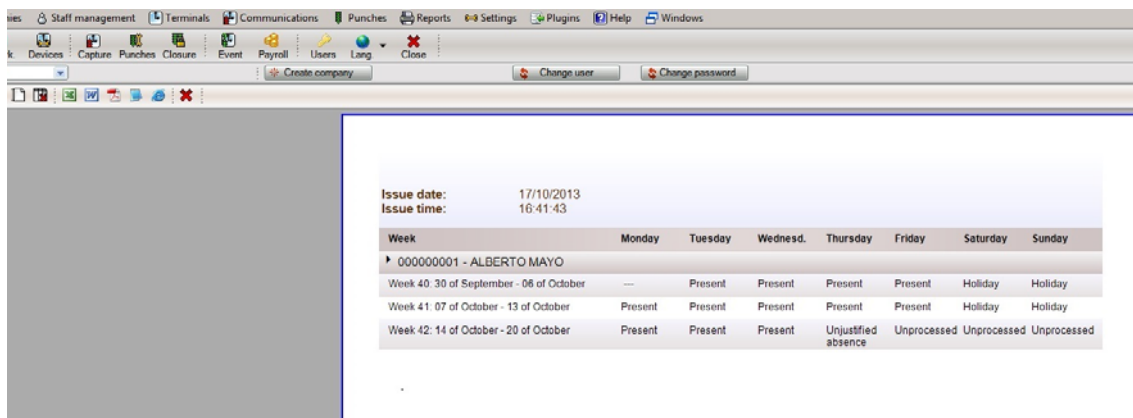 nies Staff management Terminals Communications Punches Reports Settings Plugins Help Windows
k. Devices Capture Punches Closure Event Payroll Users Lang. Close
Create company Change user Change password
Issue date: 17/10/2013
Issue time: 16:41:43
Week Monday Tuesday Wednesd. Thursday Friday Saturday Sunday
000000001 - ALBERTO MAYO
Week 40: 30 of September - 06 of October — Present Present Present Present Holiday Holiday
Week 41: 07 of October - 13 of October Present Present Present Present Present Holiday Holiday
Week 42: 14 of October - 20 of October Present Present Present Unjustified absence Unprocessed Unprocessed Unprocessed